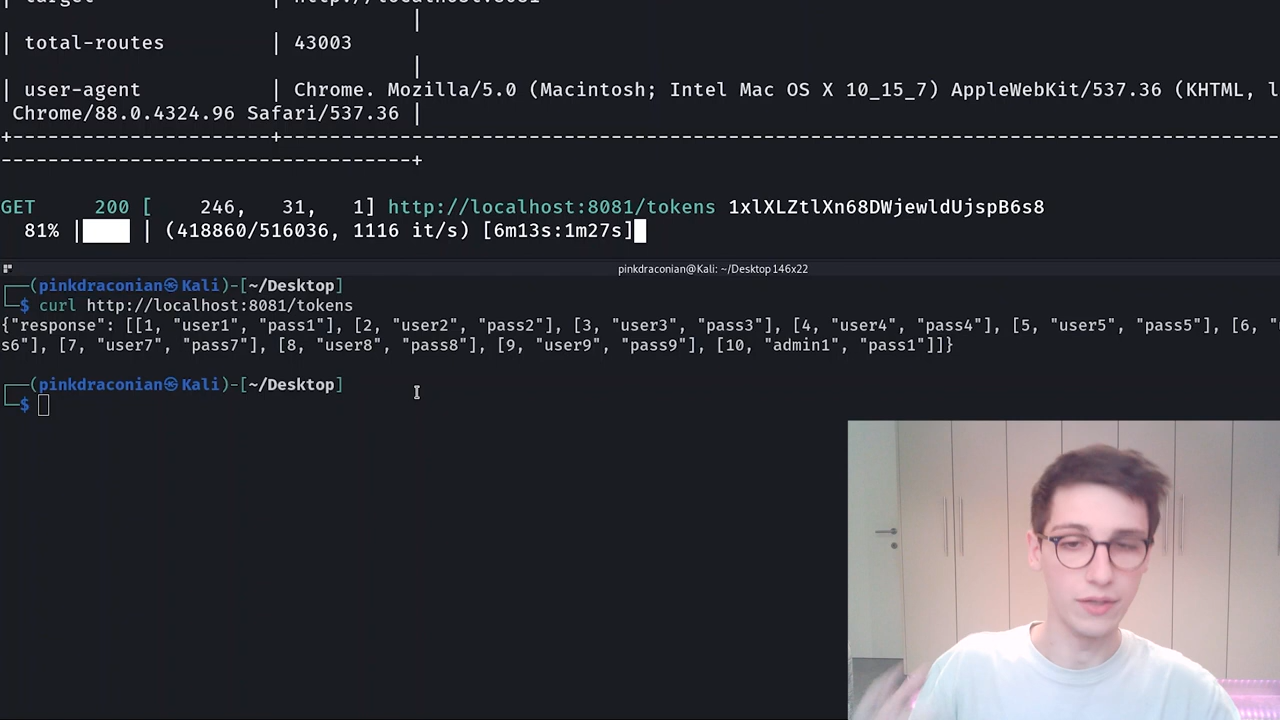 | total-routes | 43003
|
|
| user-agent | Chrome. Mozilla/5.0 (Macintosh; Intel Mac OS X 10_15_7) AppleWebKit/537.36 (KHTML, l
Chrome/88.0.4324.96 Safari/537.36 |
+-----------------------+--------------------------------------------------------------------------------------
------------------------------------+
GET 200 [ 246, 31, 1] http://localhost:8081/tokens 1xlXLZtlXn68DWjewldUjspB6s8
81% | | (418860/516036, 1116 it/s) [6m13s:1m27s]
pinkdraconian@Kali: ~/Desktop 146x22
┌──(pinkdraconian㉿Kali)-[~/Desktop]
└─$ curl http://localhost:8081/tokens
{"response": [[1, "user1", "pass1"], [2, "user2", "pass2"], [3, "user3", "pass3"], [4, "user4", "pass4"], [5, "user5", "pass5"], [6, "
s6"], [7, "user7", "pass7"], [8, "user8", "pass8"], [9, "user9", "pass9"], [10, "admin1", "pass1"]]}
┌──(pinkdraconian㉿Kali)-[~/Desktop]
└─$